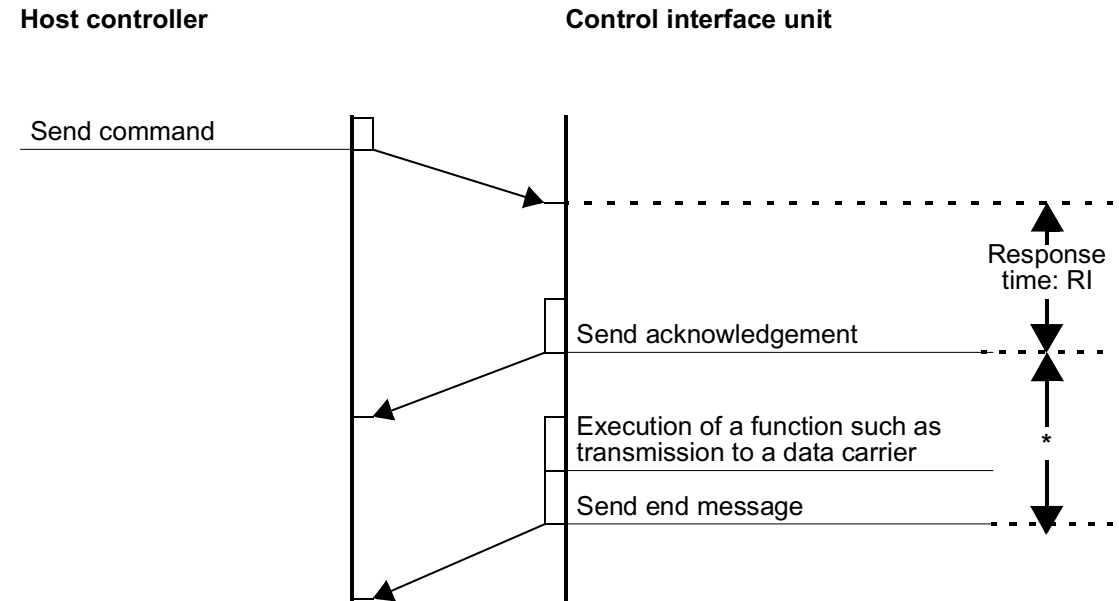 Host controller
Control interface unit
Send command
Response
time: RI
Send acknowledgement
Execution of a function such as
transmission to a data carrier
*
Send end message